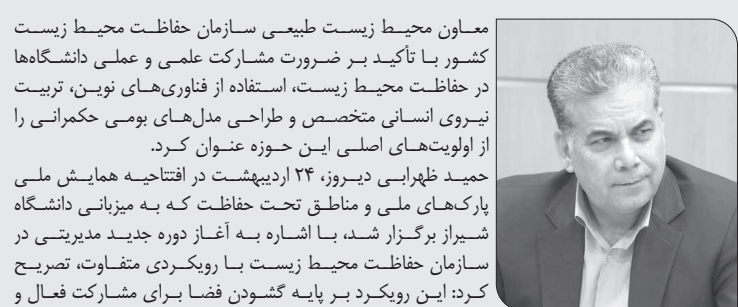 معاون محیط زیست طبیعی سازمان حفاظت محیط زیست
کشور با تأکید بر ضرورت مشارکت علمی و عملی دانشگاه‌ها
در حفاظت محیط زیست، استفاده از فناوری‌های نوین، تربیت
نیروی انسانی متخصص و طراحی مدل‌های بومی حکمرانی را
از اولویت‌های اصلی این حوزه عنوان کرد.
حمید ظهرابی دیروز، ۲۴ اردیبهشت در افتتاحیه همایش ملی
پارک‌های ملی و مناطق تحت حفاظت که به میزبانی دانشگاه
شیراز برگزار شد، با اشاره به آغاز دوره جدید مدیریتی در
سازمان حفاظت محیط زیست با رویکردی متفاوت، تصریح
کرد: این رویکرد بر پایه گشودن فضا برای مشارکت فعال و